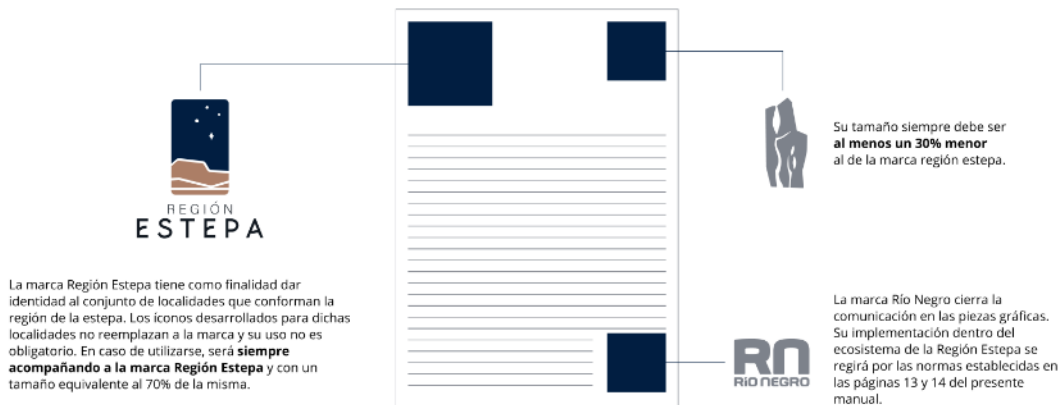 REGIÓN
ESTEPA
La marca Región Estepa tiene como finalidad dar
identidad al conjunto de localidades que conforman la
región de la estepa. Los íconos desarrollados para dichas
localidades no reemplazan a la marca y su uso no es
obligatorio. En caso de utilizarse, será siempre
acompañando a la marca Región Estepa y con un
tamaño equivalente al 70% de la misma.
Su tamaño siempre debe ser
al menos un 30% menor
al de la marca región estepa.
RN
RÍO NEGRO
La marca Río Negro cierra la
comunicación en las piezas gráficas.
Su implementación dentro del
ecosistema de la Región Estepa se
regirá por las normas establecidas en
las páginas 13 y 14 del presente
manual.